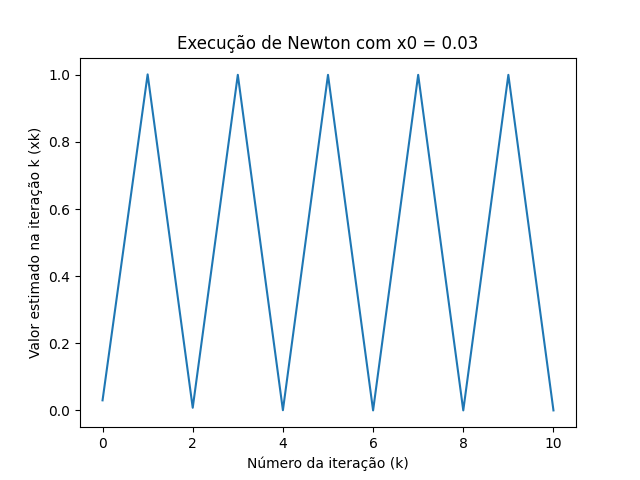 Execução de Newton com x0 = 0.03
Valor estimado na iteração k (xk)
1.0
0.8
0.6
0.4
0.2
0.0
0 2 4 6 8 10
Número da iteração (k)